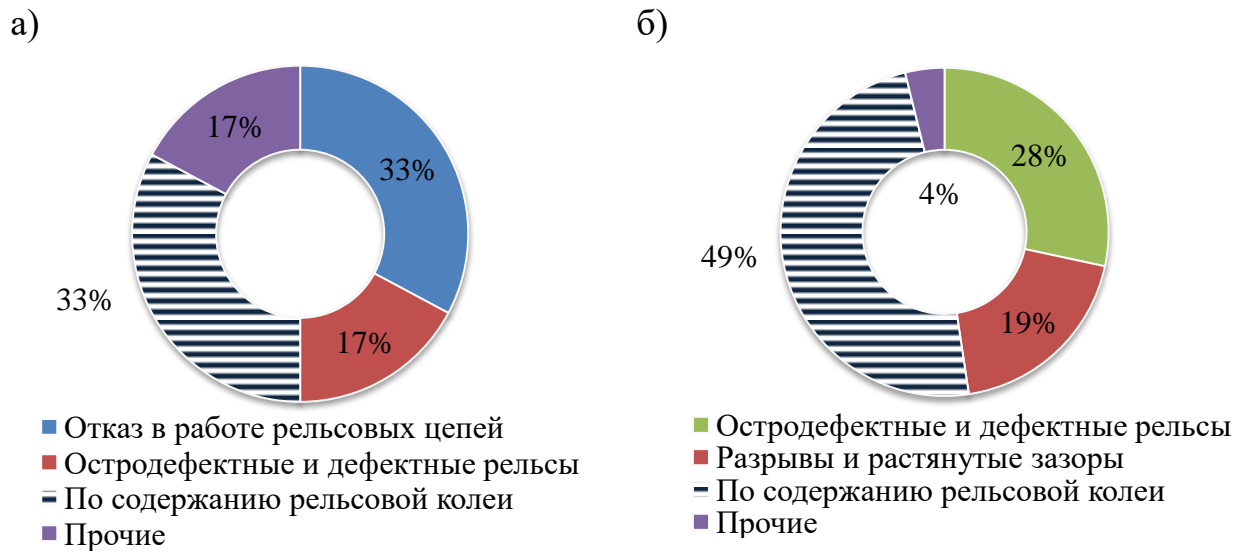 а)
17%
33%
33%
17%
Отказ в работе рельсовых цепей
Остродефектные и дефектные рельсы
По содержанию рельсовой колеи
Прочие
б)
28%
4%
49%
19%
Остродефектные и дефектные рельсы
Разрывы и растянутые зазоры
По содержанию рельсовой колеи
Прочие